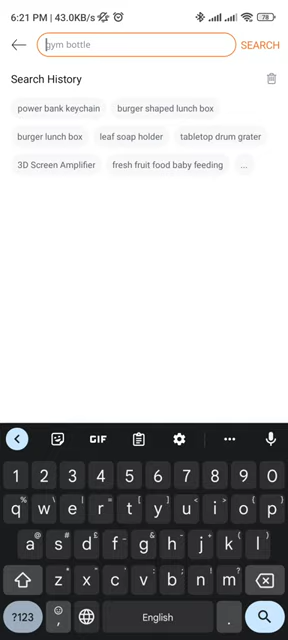 6:21 PM | 43.0KB/s 78
gym bottle SEARCH
Search History
power bank keychain burger shaped lunch box
burger lunch box leaf soap holder tabletop drum grater
3D Screen Amplifier fresh fruit food baby feeding ...
GIF
1 2 3 4 5 6 7 8 9 0
q% w\ e| r= t[ y] u< i> o{ p}
a@ s# d£ f_ g& h- j+ k( l)
z* x" c' v: b; n! m?
?123 , English .